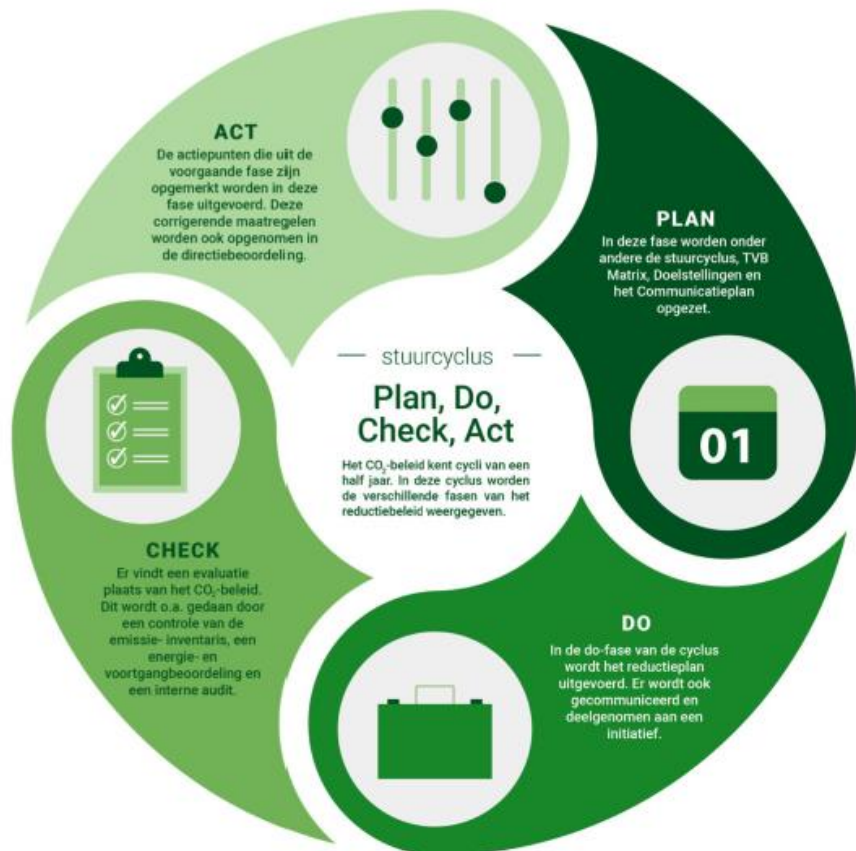 stuurcyclus
Plan, Do,
Check, Act
Het CO₂-beleid kent cycli van een
half jaar. In deze cyclus worden
de verschillende fasen van het
reductiebeleid weergegeven.
PLAN
In deze fase worden onder
andere de stuurcyclus, TVB
Matrix, Doelstellingen en
het Communicatieplan
opgezet.
01
DO
In de do-fase van de cyclus
wordt het reductieplan
uitgevoerd. Er wordt ook
gecommuniceerd en
deelgenomen aan een
initiatief.
CHECK
Er vindt een evaluatie
plaats van het CO₂-beleid.
Dit wordt o.a. gedaan door
een controle van de
emissie- inventaris, een
energie- en
voortgangbeoordeling en
een interne audit.
ACT
De actiepunten die uit de
voorgaande fase zijn
opgemerkt worden in deze
fase uitgevoerd. Deze
corrigerende maatregelen
worden ook opgenomen in
de directiebeoordeling.